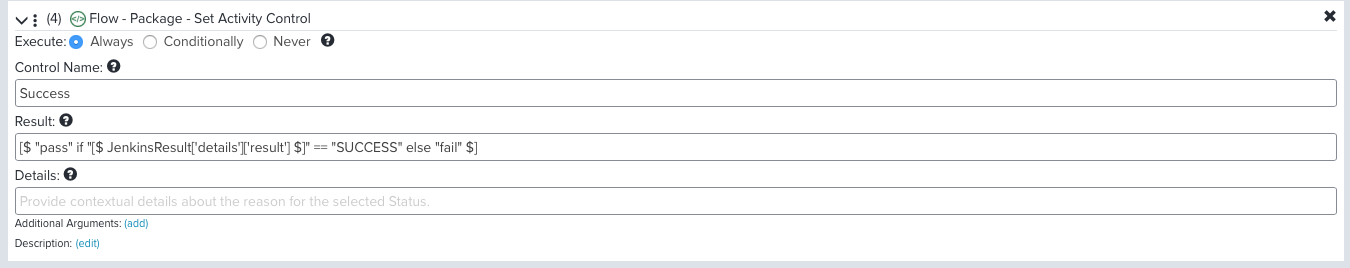 (4) </> Flow - Package - Set Activity Control
Execute: Always Conditionally Never ?
Control Name: ?
Success
Result: ?
[$ "pass" if "[$ JenkinsResult['details']['result'] $]" == "SUCCESS" else "fail" $]
Details: ?
Provide contextual details about the reason for the selected Status.
Additional Arguments: (add)
Description: (edit)